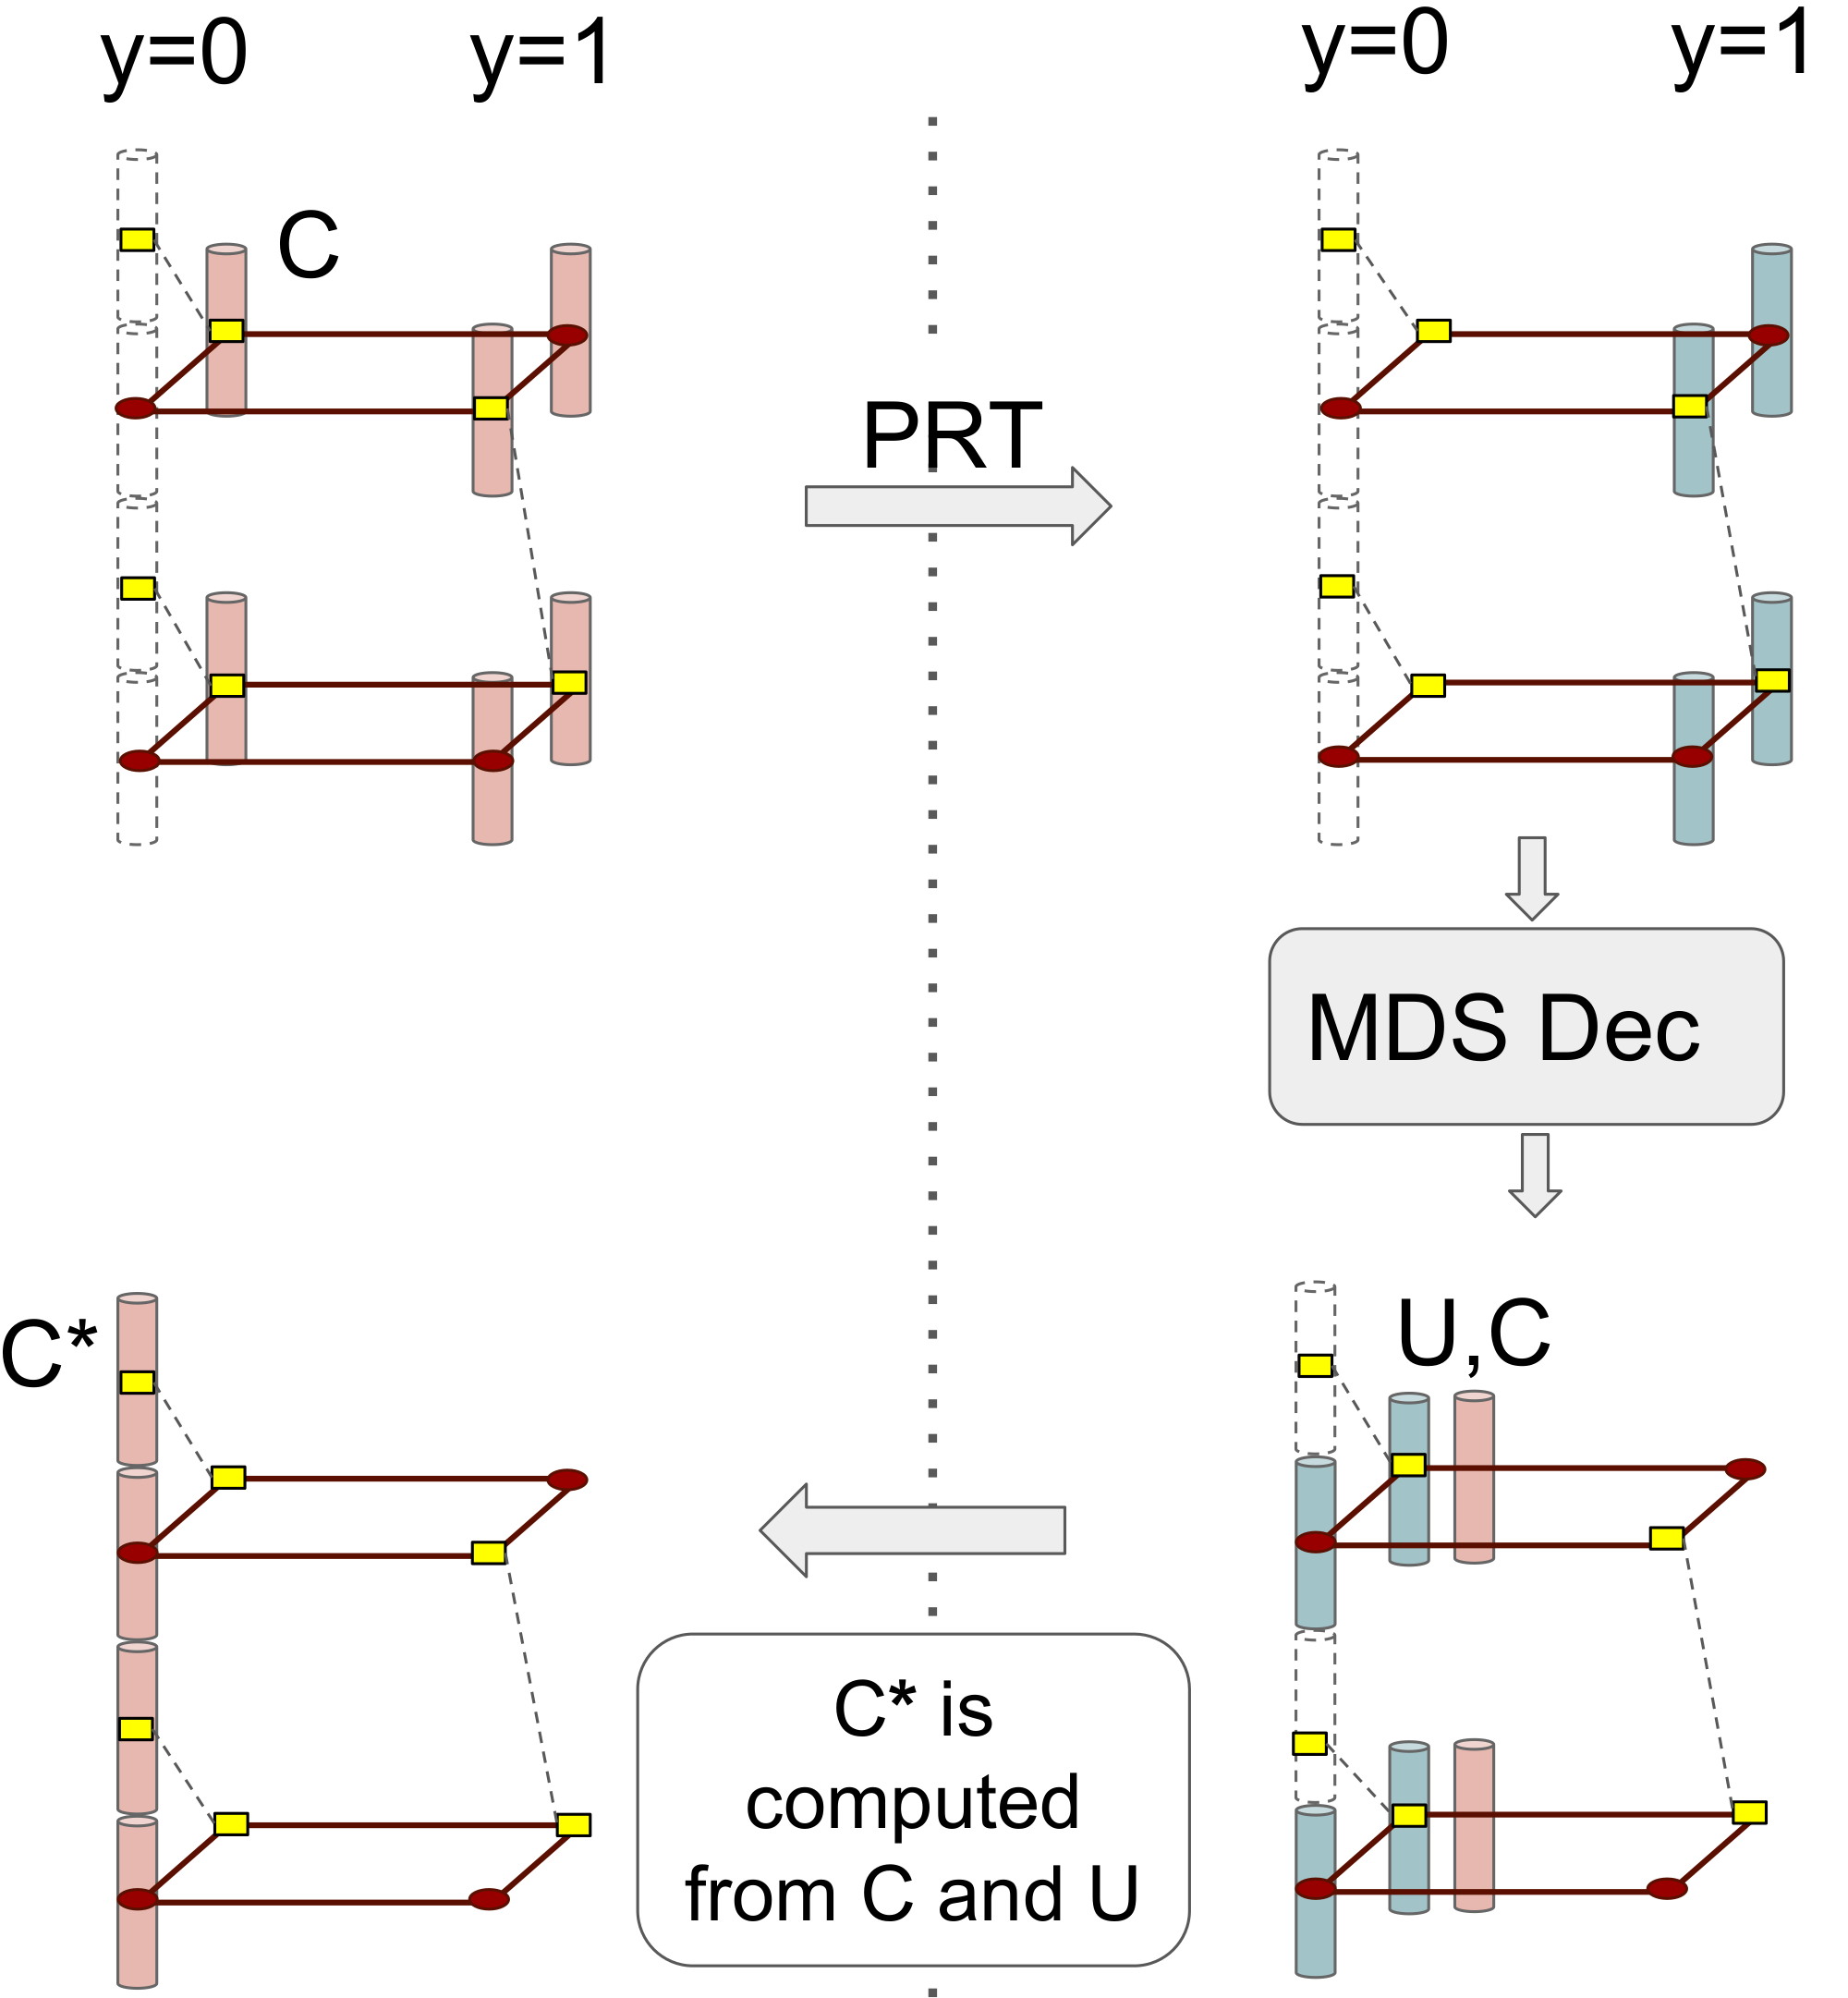 y=0 y=1 y=0 y=1
C
PRT
MDS Dec
C* U,C
C* is
computed
from C and U